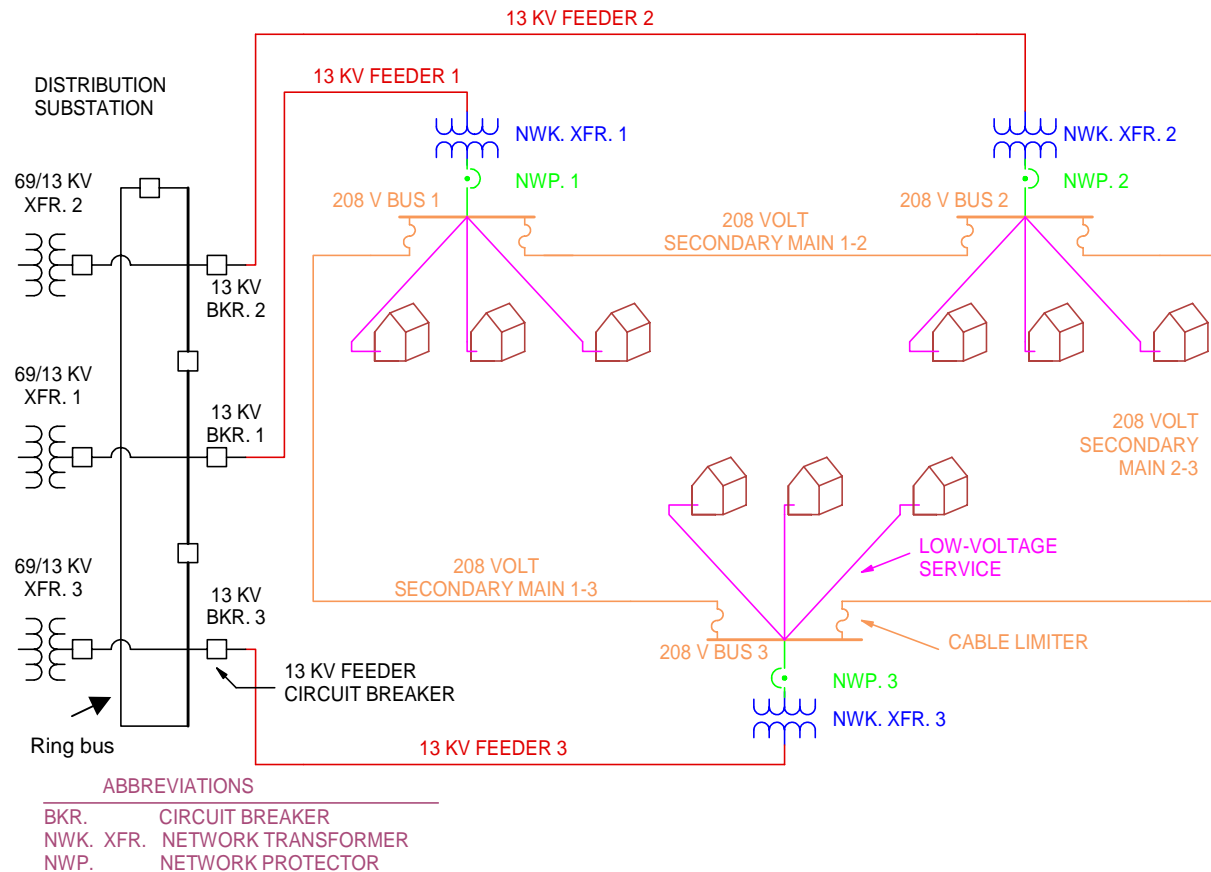 13 KV FEEDER 2
13 KV FEEDER 1
DISTRIBUTION
SUBSTATION
NWK. XFR. 1
NWK. XFR. 2
69/13 KV
XFR. 2
NWP. 1
NWP. 2
208 V BUS 1
208 VOLT
SECONDARY MAIN 1-2
208 V BUS 2
13 KV
BKR. 2
69/13 KV
XFR. 1
13 KV
BKR. 1
208 VOLT
SECONDARY
MAIN 2-3
69/13 KV
XFR. 3
13 KV
BKR. 3
208 VOLT
SECONDARY MAIN 1-3
LOW-VOLTAGE
SERVICE
CABLE LIMITER
208 V BUS 3
13 KV FEEDER
CIRCUIT BREAKER
NWP. 3
NWK. XFR. 3
Ring bus
13 KV FEEDER 3
ABBREVIATIONS
BKR. CIRCUIT BREAKER
NWK. XFR. NETWORK TRANSFORMER
NWP. NETWORK PROTECTOR